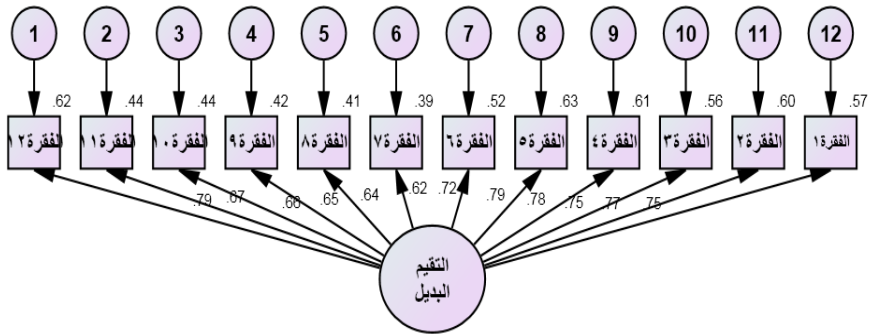 1 2 3 4 5 6 7 8 9 10 11 12
.62 .44 .44 .42 .41 .39 .52 .63 .61 .56 .60 .57
الفقرة١٢ الفقرة١١ الفقرة١٠ الفقرة٩ الفقرة٨ الفقرة٧ الفقرة٦ الفقرة٥ الفقرة٤ الفقرة٣ الفقرة٢ الفقرة١
.79 .67 .66 .65 .64 .62 .72 .79 .78 .75 .77 .75
التقيم
البديل